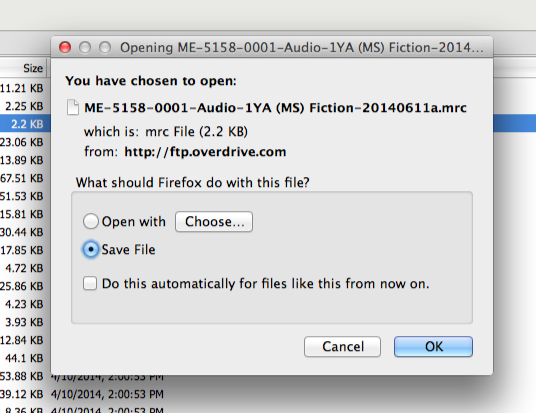 Opening ME-5158-0001-Audio-1YA (MS) Fiction-2014...
You have chosen to open:
ME-5158-0001-Audio-1YA (MS) Fiction-20140611a.mrc
which is: mrc File (2.2 KB)
from: http://ftp.overdrive.com
What should Firefox do with this file?
Open with Choose...
Save File
Do this automatically for files like this from now on.
Cancel OK
Size
11.21 KB
2.25 KB
2.2 KB
23.06 KB
13.89 KB
67.51 KB
51.53 KB
15.81 KB
30.44 KB
17.85 KB
4.72 KB
25.86 KB
4.23 KB
3.93 KB
12.84 KB
44.1 KB
53.88 KB 4/10/2014, 2:00:53 PM
39.12 KB 4/10/2014, 2:00:53 PM
8.36 KB 4/10/2014, 2:00:53 PM